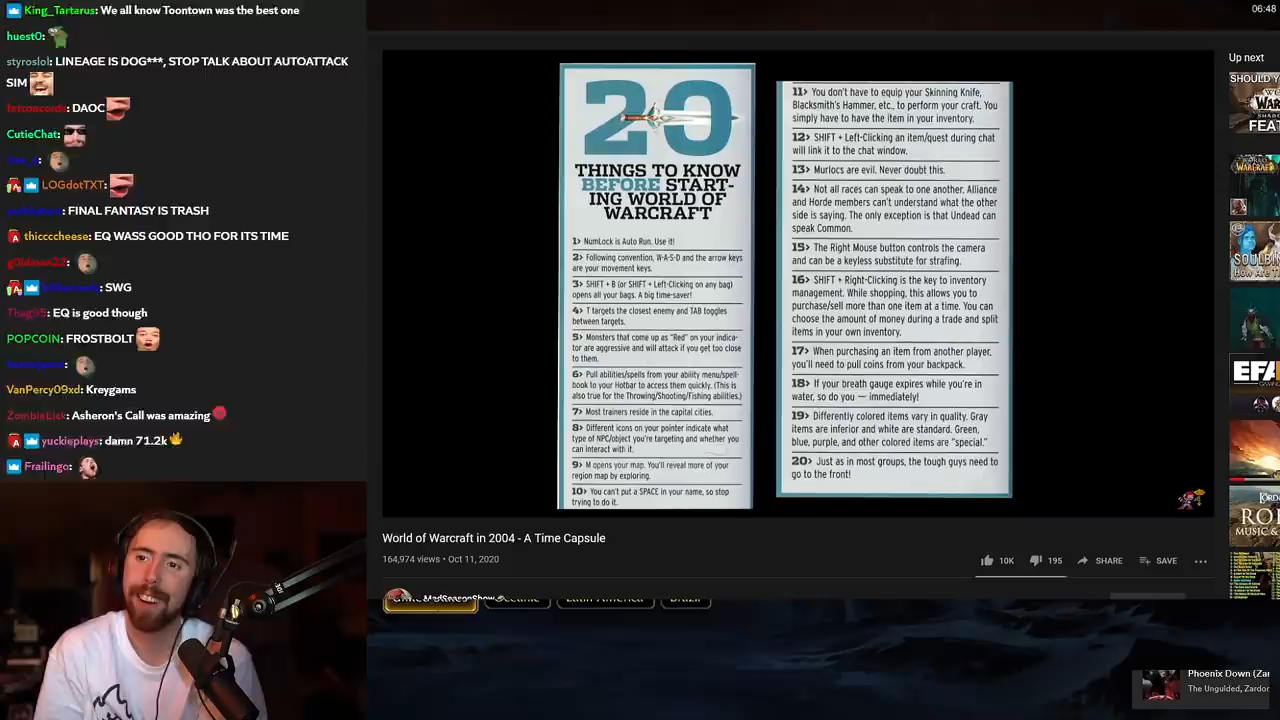 King_Tartarus: We all know Toontown was the best one
huest0:
styroslol: LINEAGE IS DOG***, STOP TALK ABOUT AUTOATTACK
SIM
DAOC
CutieChat:
LOGdotTXT:
FINAL FANTASY IS TRASH
thiccccheese: EQ WASS GOOD THO FOR ITS TIME
SWG
Thag95: EQ is good though
POPCOIN: FROSTBOLT
VanPercy09xd: Kreygams
ZombieLick: Asheron's Call was amazing
yuckieplays: damn 71.2k
Frailingo:
20
THINGS TO KNOW
BEFORE START-
ING WORLD OF
WARCRAFT
1> NumLock is Auto Run. Use it!
2> Following convention, W-A-S-D and the arrow keys
are your movement keys.
3> SHIFT + B (or SHIFT + Left-Clicking on any bag)
opens all your bags. A big time-saver!
4> T targets the closest enemy and TAB toggles
between targets.
5> Monsters that come up as "Red" on your indica-
tor are aggressive and will attack if you get too close
to them.
6> Pull abilities/spells from your ability menu/spell-
book to your Hotbar to access them quickly. (This is
also true for the Throwing/Shooting/Fishing abilities.)
7> Most trainers reside in the capital cities.
8> Different icons on your pointer indicate what
type of NPC/object you're targeting and whether you
can interact with it.
9> M opens your map. You'll reveal more of your
region map by exploring.
10> You can't put a SPACE in your name, so stop
trying to do it.
11> You don't have to equip your Skinning Knife,
Blacksmith's Hammer, etc., to perform your craft. You
simply have to have the item in your inventory.
12> SHIFT + Left-Clicking an item/quest during chat
will link it to the chat window.
13> Murlocs are evil. Never doubt this.
14> Not all races can speak to one another. Alliance
and Horde members can't understand what the other
side is saying. The only exception is that Undead can
speak Common.
15> The Right Mouse button controls the camera
and can be a keyless substitute for strafing.
16> SHIFT + Right-Clicking is the key to inventory
management. While shopping, this allows you to
purchase/sell more than one item at a time. You can
choose the amount of money during a trade and split
items in your own inventory.
17> When purchasing an item from another player,
you'll need to pull coins from your backpack.
18> If your breath gauge expires while you're in
water, so do you — immediately!
19> Differently colored items vary in quality. Gray
items are inferior and white are standard. Green,
blue, purple, and other colored items are "special."
20> Just as in most groups, the tough guys need to
go to the front!
World of Warcraft in 2004 - A Time Capsule
164,974 views • Oct 11, 2020
10K
195
SHARE
SAVE
MadSeasonShow
Latin America
Brazil
06:48
Up next
SHOULD Y
FEAT
SOULBIN
EFA
GAMING
LORD
RO
MUSIC &
Phoenix Down (Zar
The Unguided, Zardor